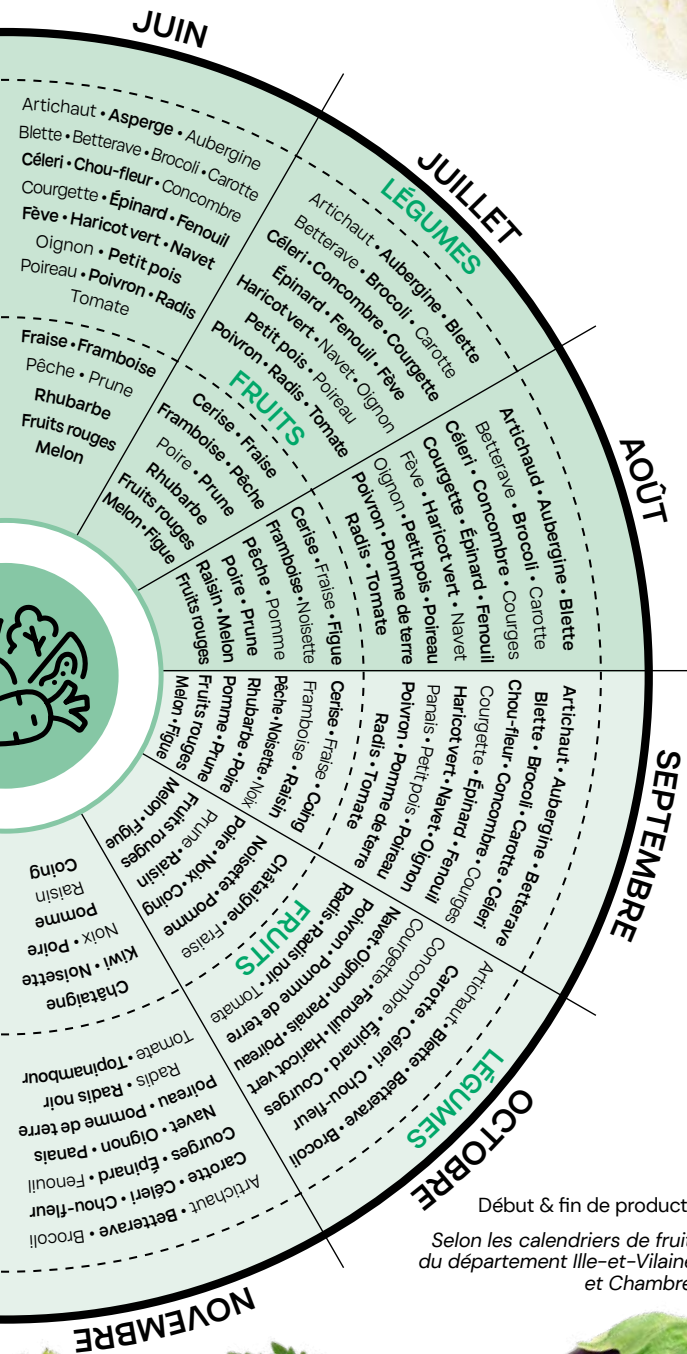 JUIN
Artichaut • Asperge • Aubergine
Blette • Betterave • Brocoli • Carotte
Céleri • Chou-fleur • Concombre
Courgette • Épinard • Fenouil
Fève • Haricot vert • Navet
Oignon • Petit pois
Poireau • Poivron • Radis
Tomate
Fraise • Framboise
Pêche • Prune
Rhubarbe
Fruits rouges
Melon
JUILLET
LÉGUMES
Artichaut • Aubergine • Blette
Betterave • Brocoli • Carotte
Céleri • Concombre • Courgette
Épinard • Fenouil • Fève
Haricot vert • Navet • Oignon
Petit pois • Poireau
Poivron • Radis • Tomate
FRUITS
Cerise • Fraise
Framboise • Pêche
Poire • Prune
Rhubarbe
Fruits rouges
Melon • Figue
AOÛT
Artichaud • Aubergine • Blette
Betterave • Brocoli • Carotte
Céleri • Concombre • Courges
Courgette • Épinard • Fenouil
Fève • Haricot vert • Navet
Oignon • Petit pois • Poireau
Poivron • Pomme de terre
Radis • Tomate
Cerise • Fraise • Figue
Framboise • Noisette
Pêche • Pomme
Poire • Prune
Raisin • Melon
Fruits rouges
SEPTEMBRE
Artichaut • Aubergine • Betterave
Blette • Brocoli • Carotte • Céleri
Chou-fleur • Concombre • Courges
Courgette • Épinard • Fenouil
Haricot vert • Navet • Oignon
Panais • Petit pois • Poireau
Poivron • Pomme de terre
Radis • Tomate
Cerise • Fraise • Coing
Framboise • Raisin
Pêche • Noisette • Noix
Rhubarbe • Poire
Pomme • Prune
Fruits rouges
Melon • Figue
OCTOBRE
LÉGUMES
Artichaut • Blette • Betterave • Brocoli
Carotte • Céleri • Chou-fleur
Concombre • Épinard • Courges
Courgette • Fenouil • Haricot vert
Navet • Oignon • Panais • Poireau
Poivron • Pomme de terre
Radis • Radis noir • Tomate
FRUITS
Châtaigne • Fraise
Noisette • Pomme
Poire • Noix • Coing
Prune • Raisin
Fruits rouges
Melon • Figue
NOVEMBRE
Artichaut • Betterave • Brocoli
Carotte • Céleri • Chou-fleur
Courges • Épinard • Fenouil
Navet • Oignon • Panais
Poireau • Pomme de terre
Radis • Radis noir
Tomate • Topinambour
Châtaigne
Kiwi • Noisette
Noix • Poire
Pomme
Raisin
Coing
Début & fin de product
Selon les calendriers de fruit
du département Ille-et-Vilaine
et Chambre